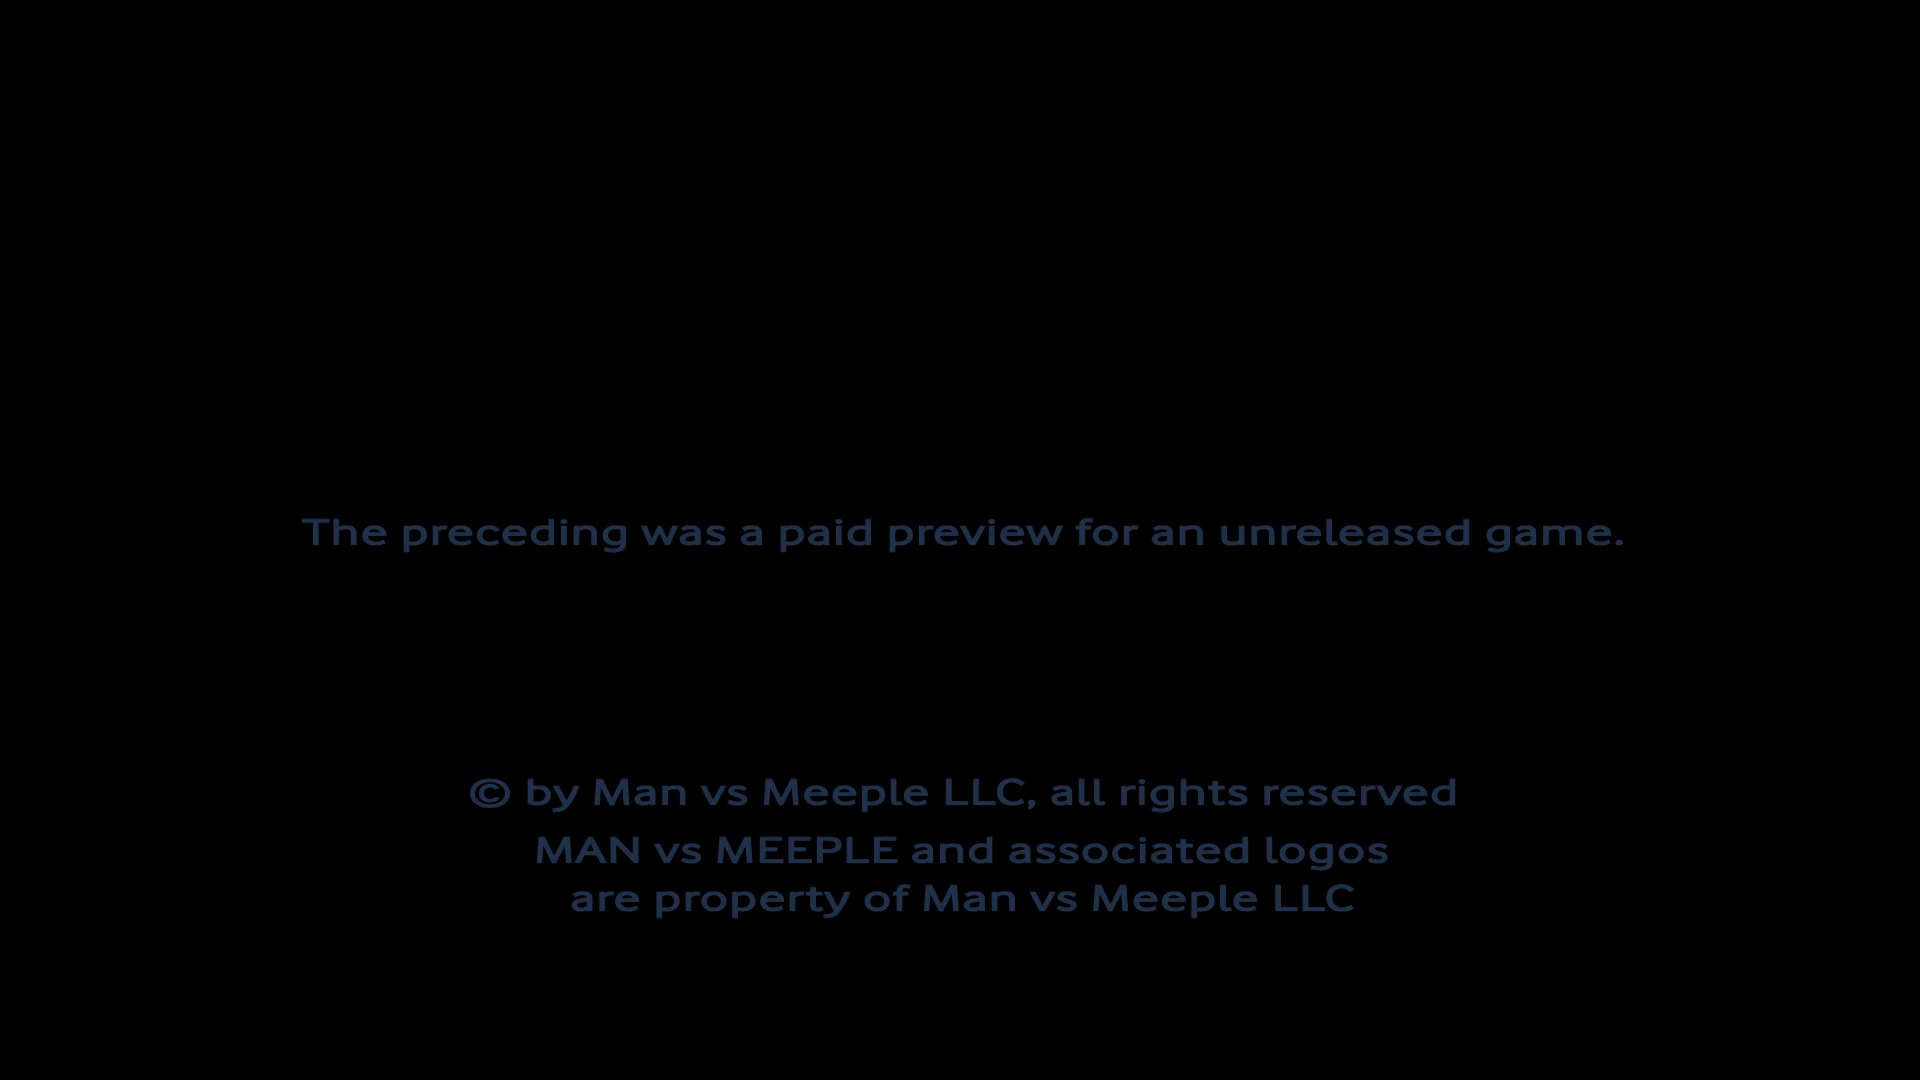 The preceding was a paid preview for an unreleased game.
© by Man vs Meeple LLC, all rights reserved
MAN vs MEEPLE and associated logos
are property of Man vs Meeple LLC